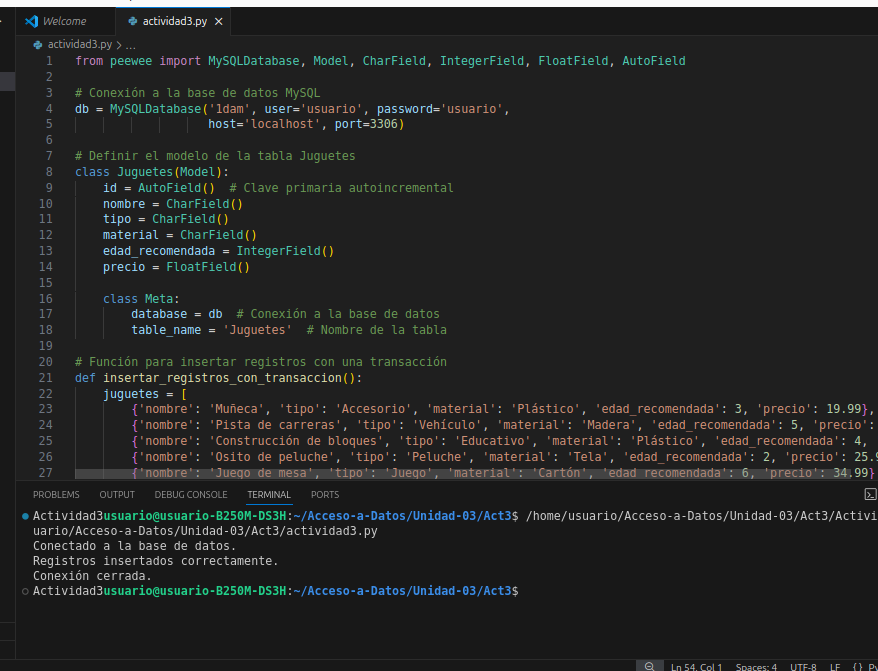 Welcome
actividad3.py
actividad3.py > ...
1 from peewee import MySQLDatabase, Model, CharField, IntegerField, FloatField, AutoField
2
3 # Conexión a la base de datos MySQL
4 db = MySQLDatabase('1dam', user='usuario', password='usuario',
5 host='localhost', port=3306)
6
7 # Definir el modelo de la tabla Juguetes
8 class Juguetes(Model):
9 id = AutoField()  # Clave primaria autoincremental
10 nombre = CharField()
11 tipo = CharField()
12 material = CharField()
13 edad_recomendada = IntegerField()
14 precio = FloatField()
15
16 class Meta:
17 database = db  # Conexión a la base de datos
18 table_name = 'Juguetes'  # Nombre de la tabla
19
20 # Función para insertar registros con una transacción
21 def insertar_registros_con_transaccion():
22 juguetes = [
23 {'nombre': 'Muñeca', 'tipo': 'Accesorio', 'material': 'Plástico', 'edad_recomendada': 3, 'precio': 19.99},
24 {'nombre': 'Pista de carreras', 'tipo': 'Vehículo', 'material': 'Madera', 'edad_recomendada': 5, 'precio':
25 {'nombre': 'Construcción de bloques', 'tipo': 'Educativo', 'material': 'Plástico', 'edad_recomendada': 4,
26 {'nombre': 'Osito de peluche', 'tipo': 'Peluche', 'material': 'Tela', 'edad_recomendada': 2, 'precio': 25.9
27 {'nombre': 'Juego de mesa', 'tipo': 'Juego', 'material': 'Cartón', 'edad_recomendada': 6, 'precio': 34.99}
PROBLEMS OUTPUT DEBUG CONSOLE TERMINAL PORTS
Actividad3usuario@usuario-B250M-DS3H:~/Acceso-a-Datos/Unidad-03/Act3$ /home/usuario/Acceso-a-Datos/Unidad-03/Act3/Activi
uario/Acceso-a-Datos/Unidad-03/Act3/actividad3.py
Conectado a la base de datos.
Registros insertados correctamente.
Conexión cerrada.
Actividad3usuario@usuario-B250M-DS3H:~/Acceso-a-Datos/Unidad-03/Act3$
Ln 54, Col 1 Spaces: 4 UTF-8 LF {} Py